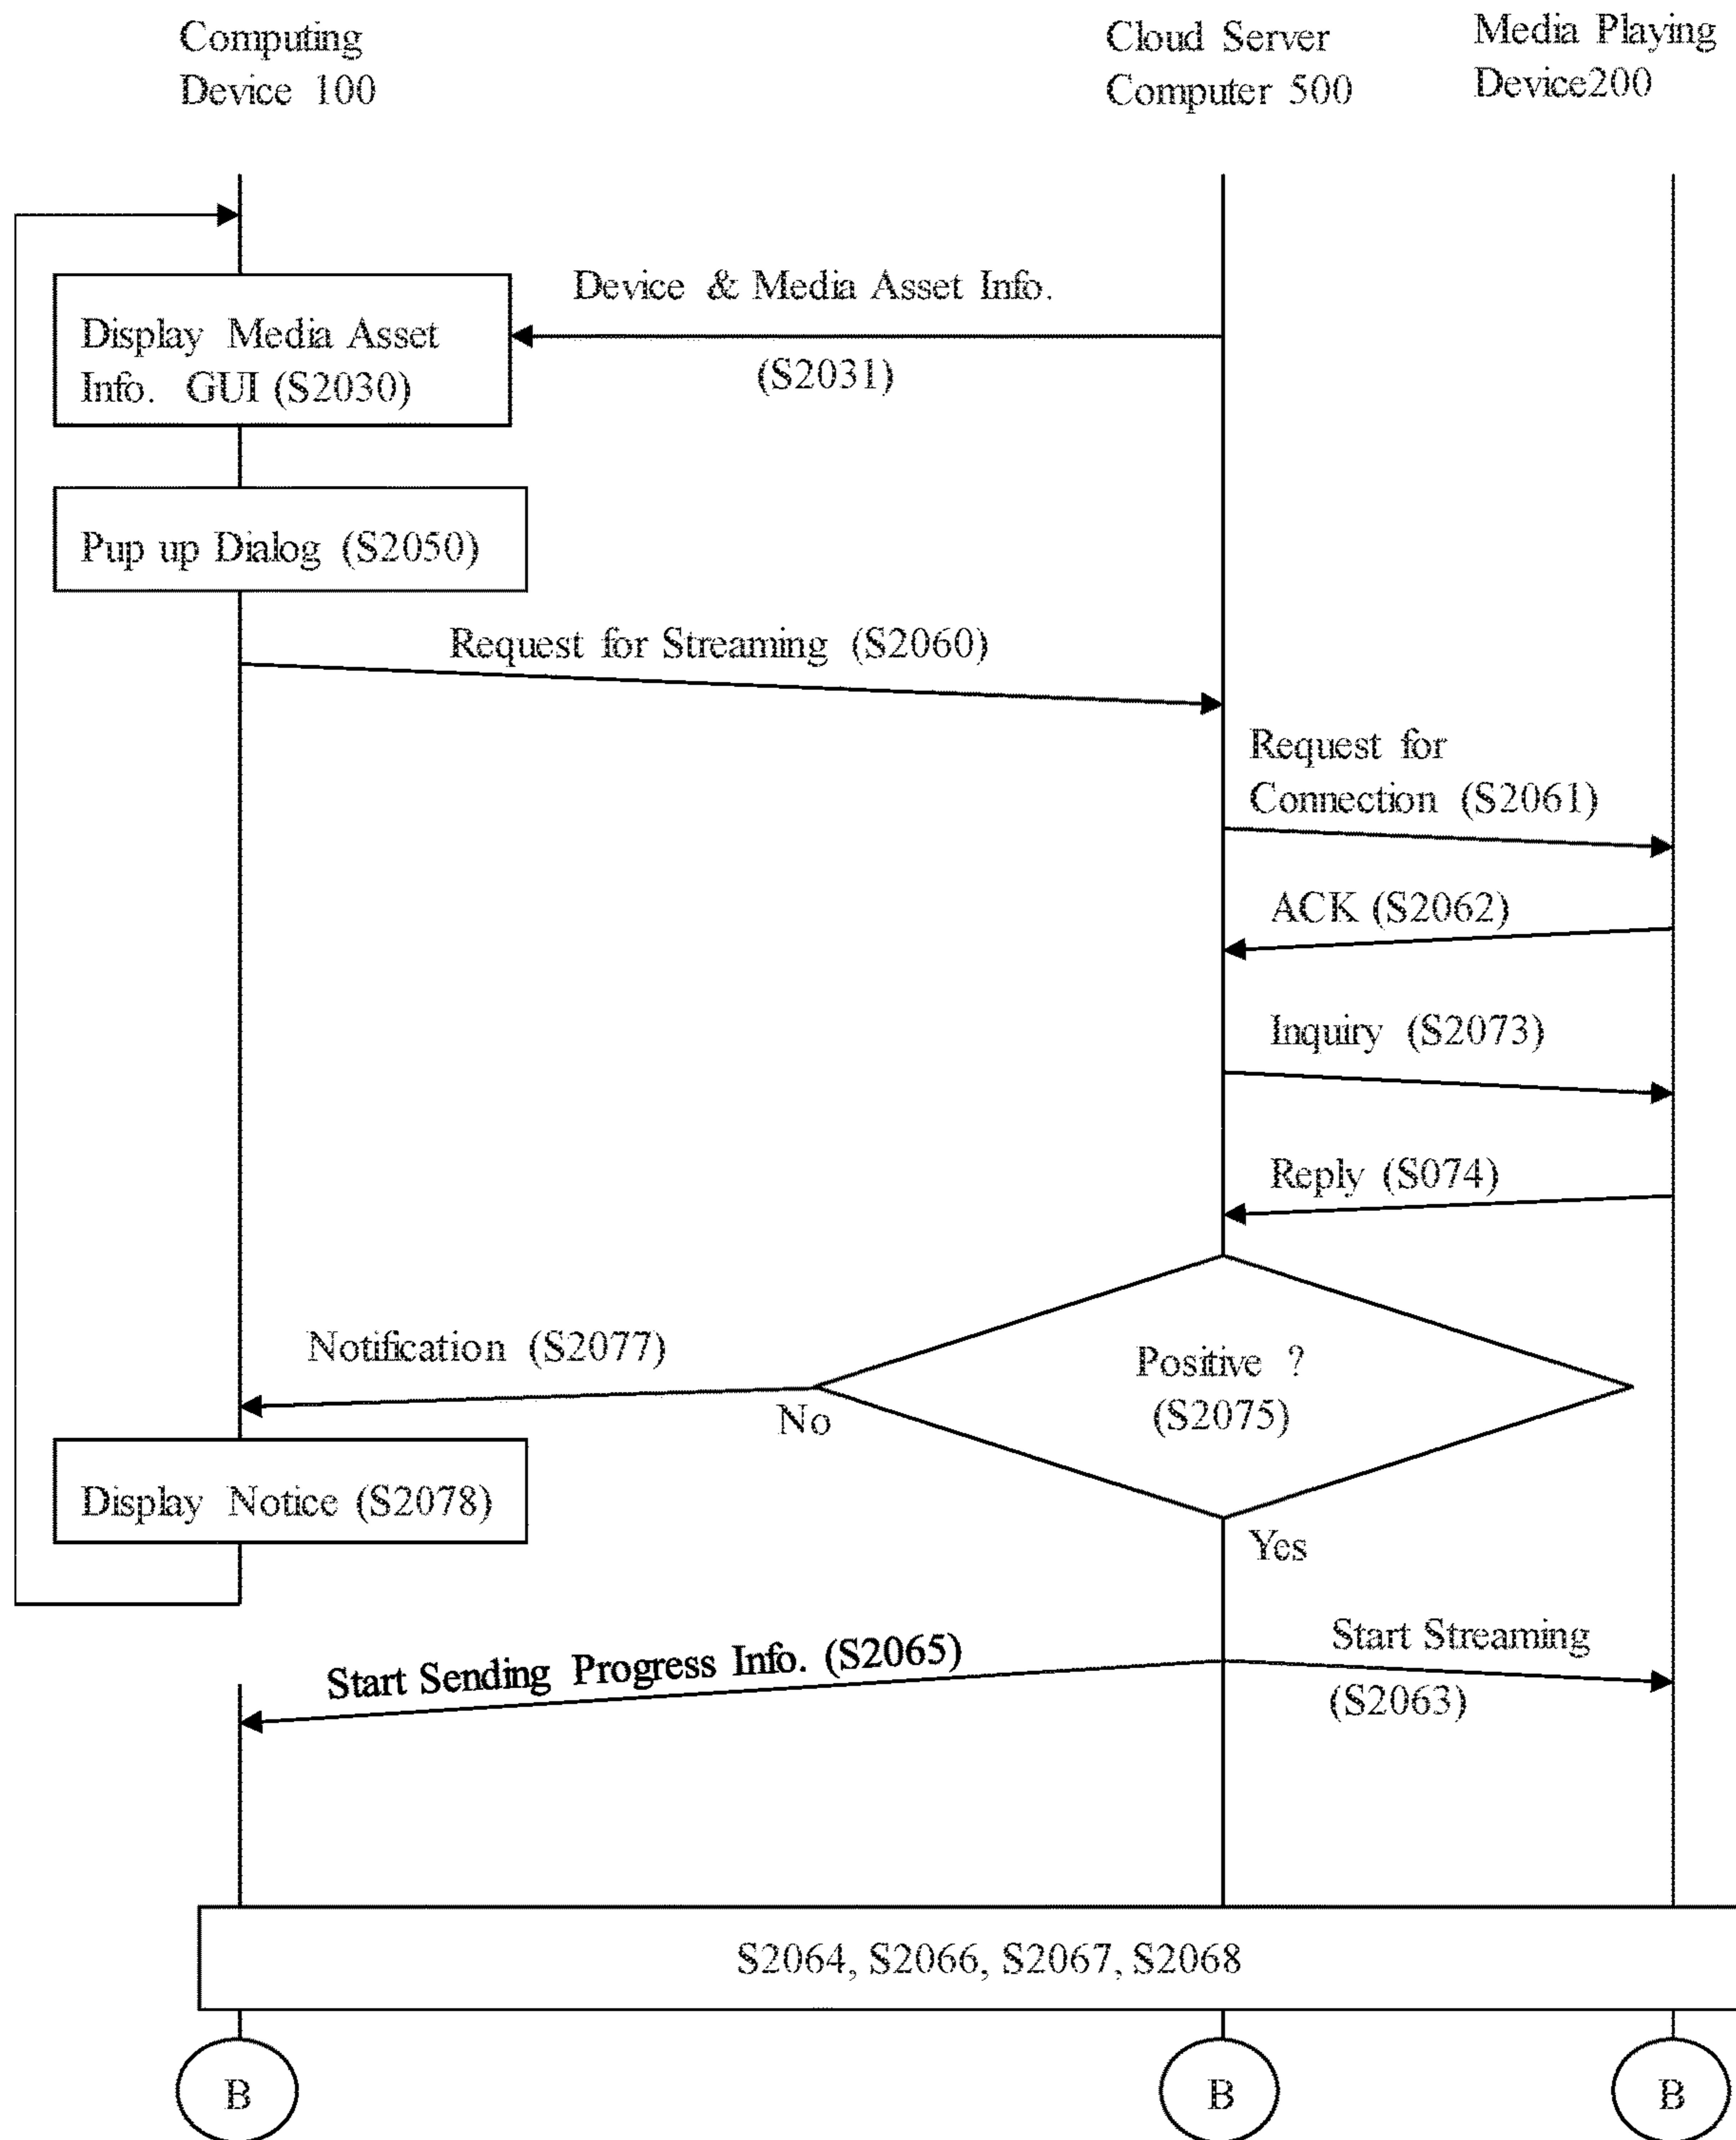 Computing
Device 100
Cloud Server
Computer 500
Media Playing
Device200
Device & Media Asset Info.
(S2031)
Display Media Asset
Info. GUI (S2030)
Pup up Dialog (S2050)
Request for Streaming (S2060)
Request for
Connection (S2061)
ACK (S2062)
Inquiry (S2073)
Reply (S074)
Positive ?
(S2075)
Notification (S2077)
No
Display Notice (S2078)
Yes
Start Sending Progress Info. (S2065)
Start Streaming
(S2063)
S2064, S2066, S2067, S2068
B
B
B